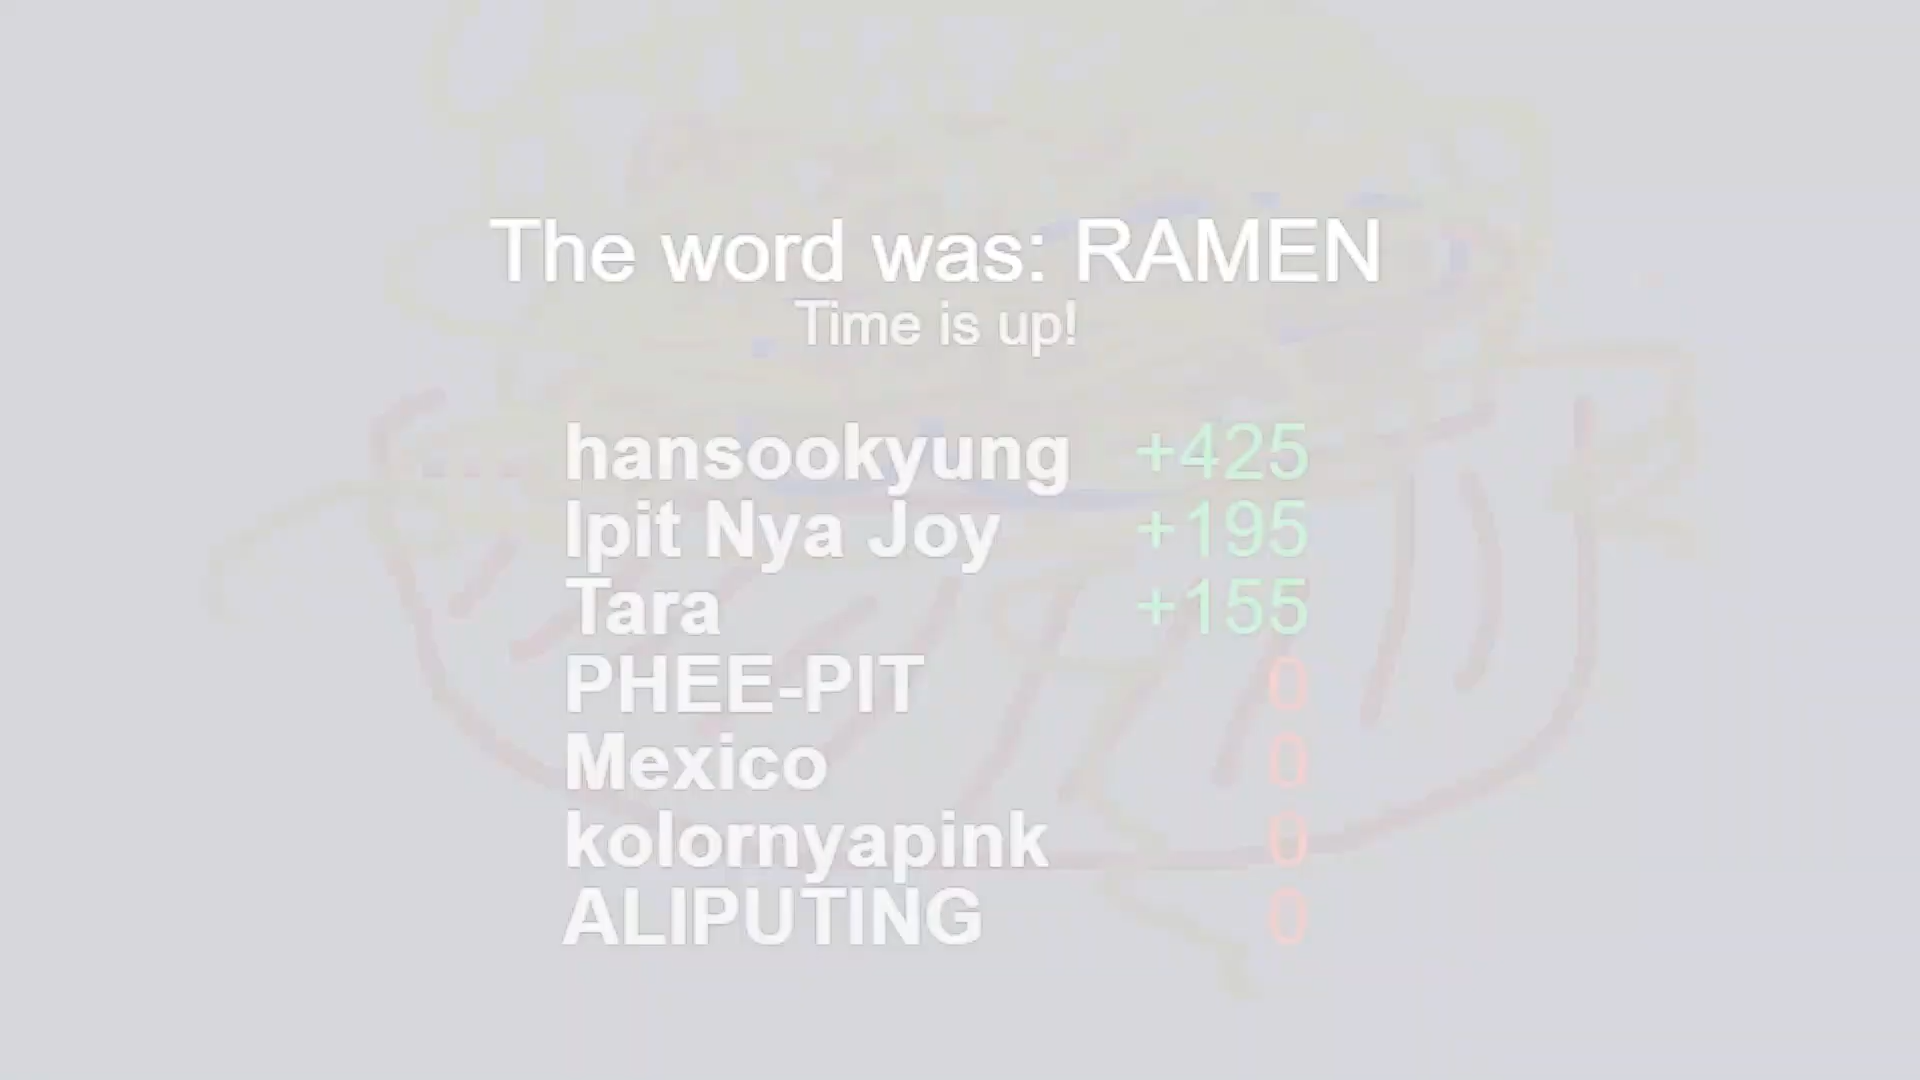 The word was: RAMEN
Time is up!
hansookyung +425
Ipit Nya Joy +195
Tara +155
PHEE-PIT 0
Mexico 0
kolornyapink 0
ALIPUTING 0